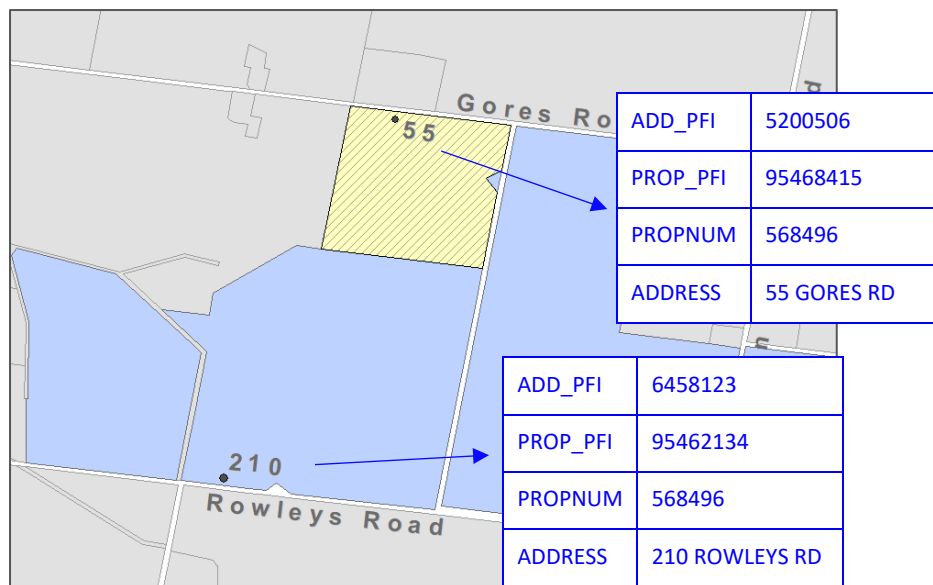 Gores Ro
d
55
ADD_PFI 5200506
PROP_PFI 95468415
PROPNUM 568496
ADDRESS 55 GORES RD
u
ADD_PFI 6458123
PROP_PFI 95462134
PROPNUM 568496
ADDRESS 210 ROWLEYS RD
210
Rowleys Road